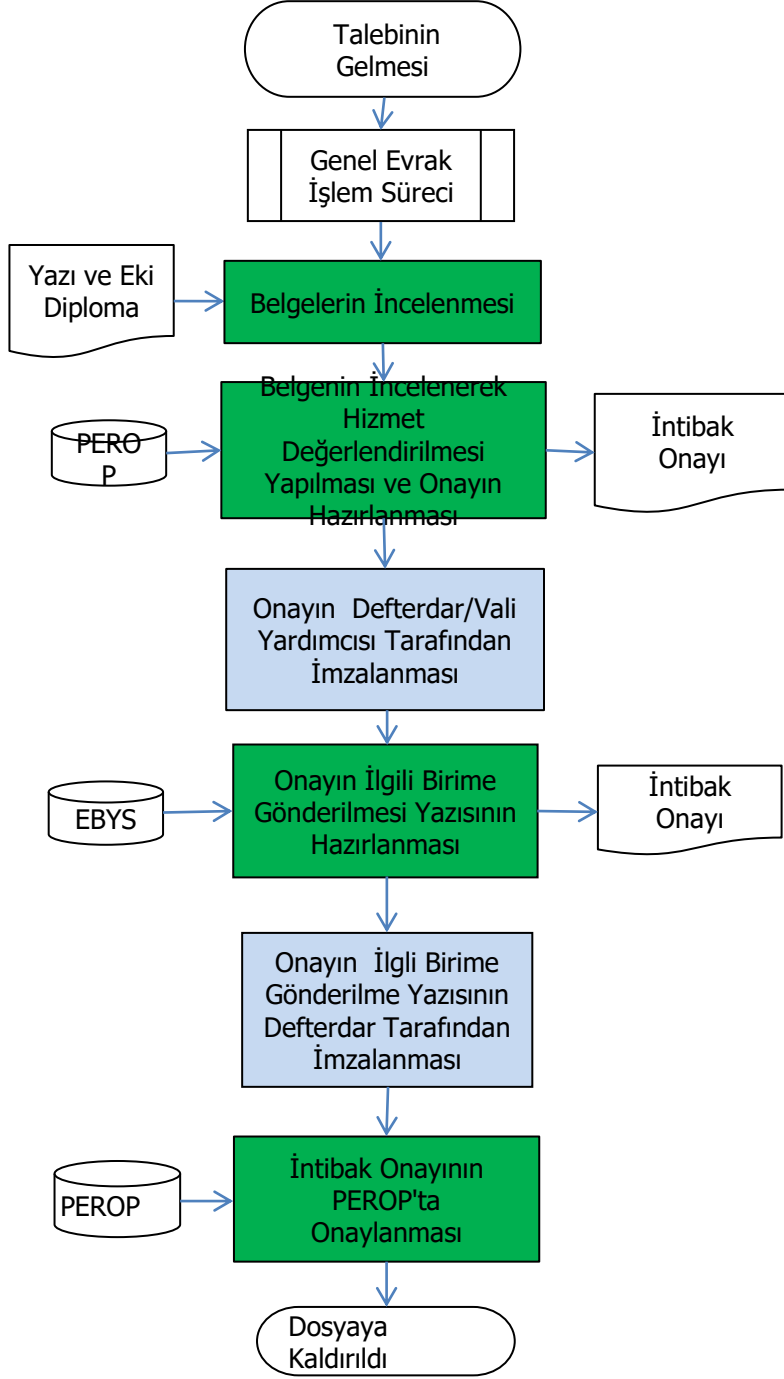 Talebinin
Gelmesi
Genel Evrak
İşlem Süreci
Yazı ve Eki
Diploma
Belgelerin İncelenmesi
Belgenin İncelenerek
Hizmet
Değerlendirilmesi
Yapılması ve Onayın
Hazırlanması
PERO
P
İntibak
Onayı
Onayın Defterdar/Vali
Yardımcısı Tarafından
İmzalanması
EBYS
Onayın İlgili Birime
Gönderilmesi Yazısının
Hazırlanması
İntibak
Onayı
Onayın İlgli Birime
Gönderilme Yazısının
Defterdar Tarafından
İmzalanması
PEROP
İntibak Onayının
PEROP'ta
Onaylanması
Dosyaya
Kaldırıldı